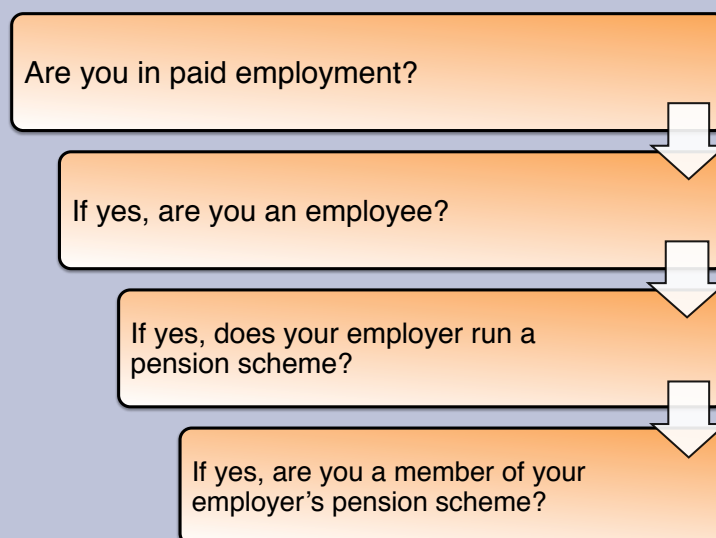 Are you in paid employment?
If yes, are you an employee?
If yes, does your employer run a
pension scheme?
If yes, are you a member of your
employer’s pension scheme?